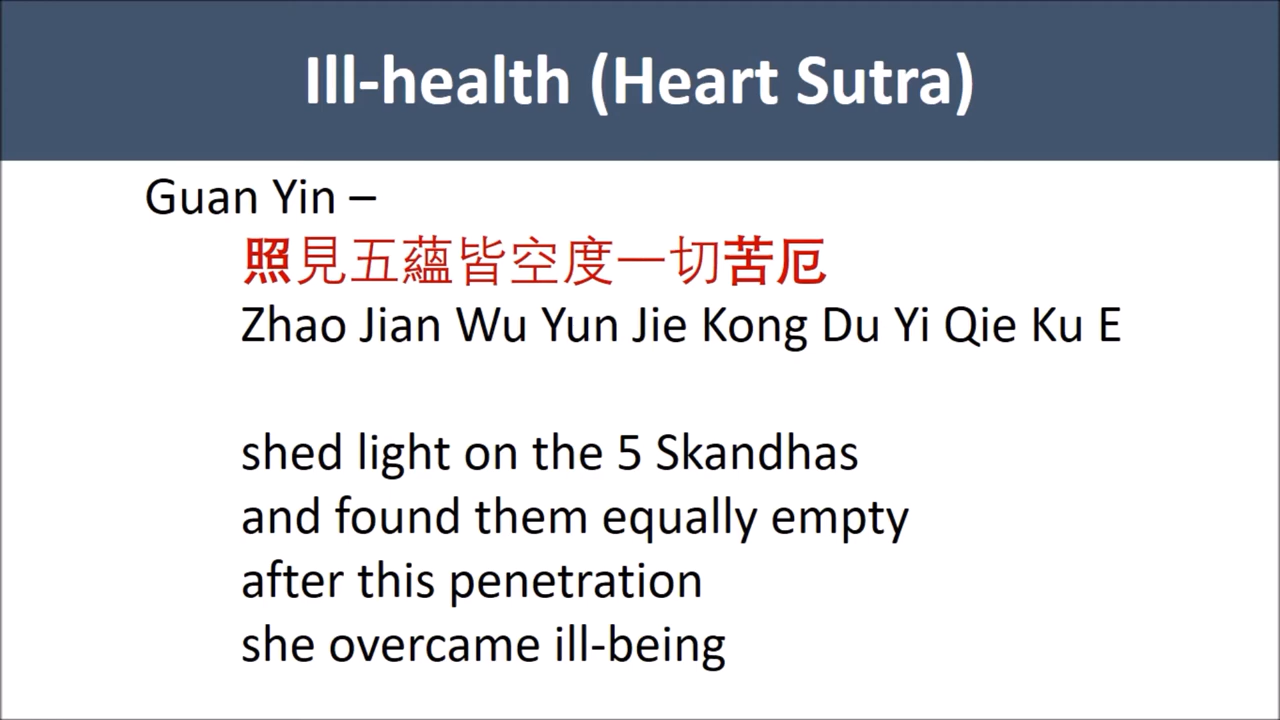 Ill-health (Heart Sutra)
Guan Yin –
照見五蘊皆空度一切苦厄
Zhao Jian Wu Yun Jie Kong Du Yi Qie Ku E
shed light on the 5 Skandhas
and found them equally empty
after this penetration
she overcame ill-being